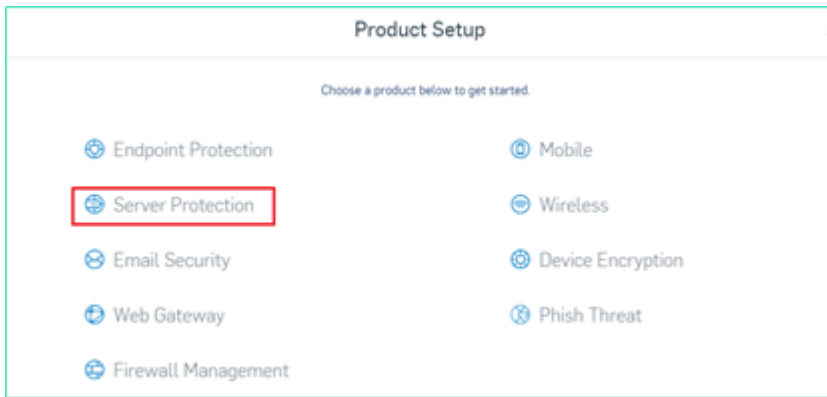 Product Setup
Choose a product below to get started.
Endpoint Protection
Mobile
Server Protection
Wireless
Email Security
Device Encryption
Web Gateway
Phish Threat
Firewall Management